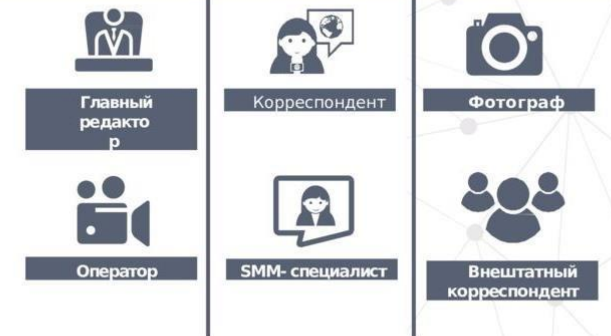 Главный
редакто
р
Корреспондент
Фотограф
Оператор
SMM- специалист
Внештатный
корреспондент